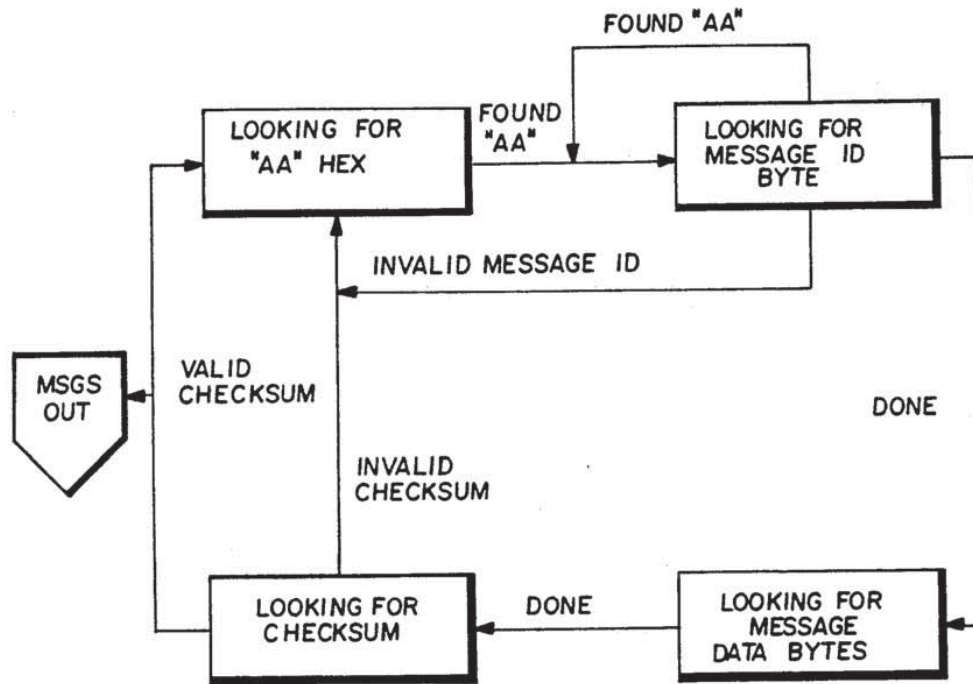 FOUND "AA"
LOOKING FOR
"AA" HEX
FOUND
"AA"
LOOKING FOR
MESSAGE ID
BYTE
INVALID MESSAGE ID
MSGS
OUT
VALID
CHECKSUM
DONE
INVALID
CHECKSUM
LOOKING FOR
CHECKSUM
DONE
LOOKING FOR
MESSAGE
DATA BYTES